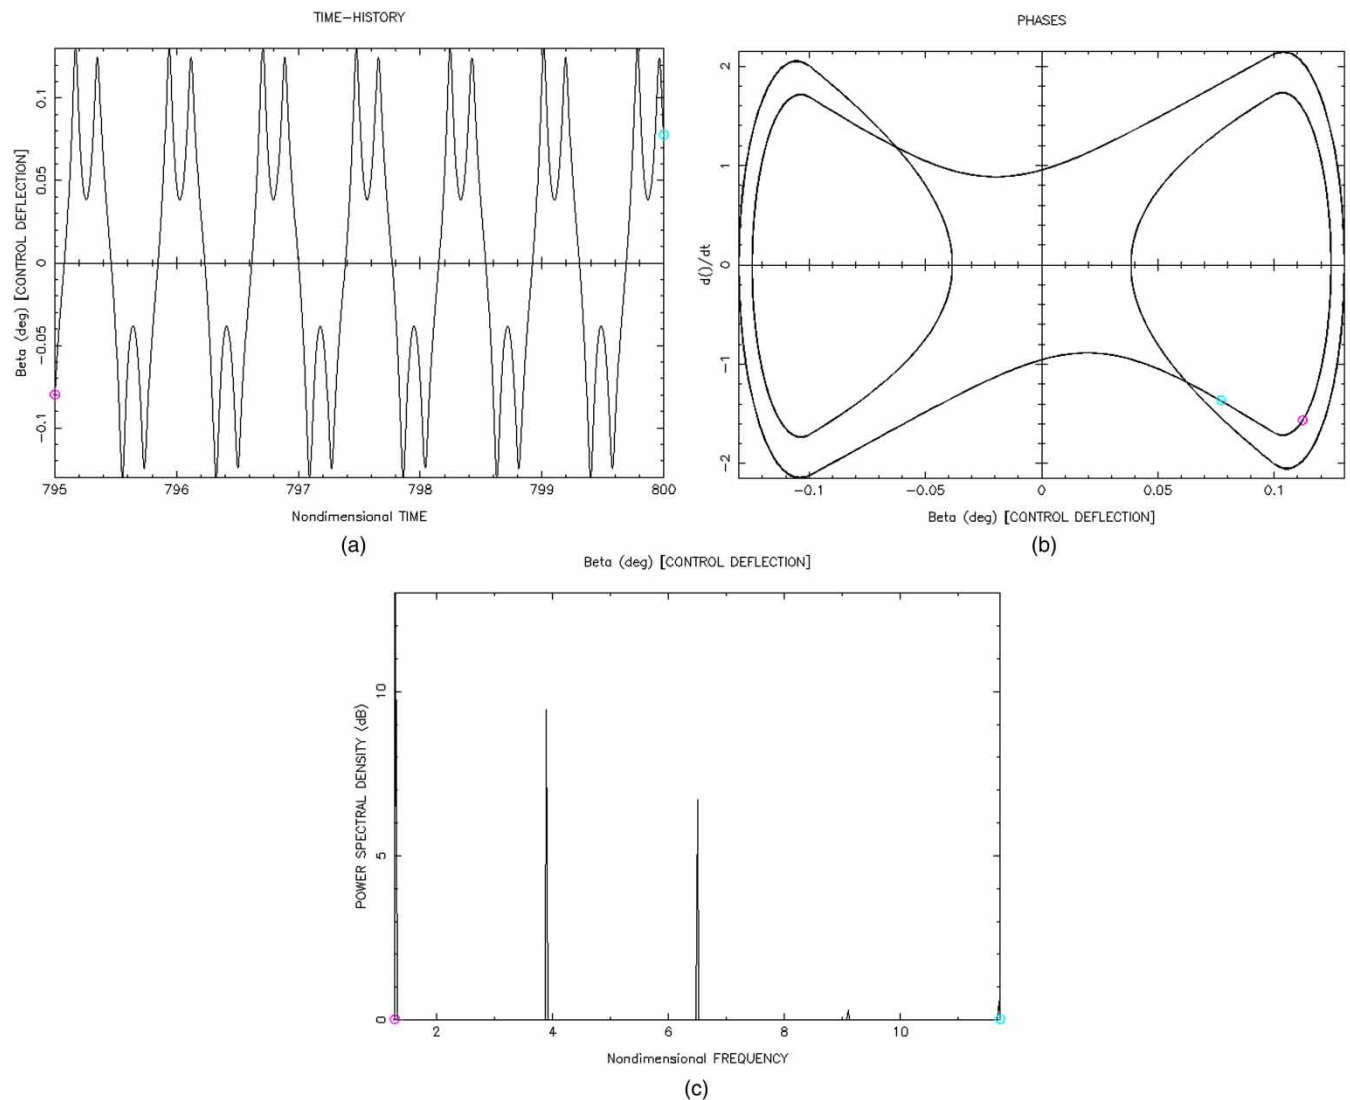 TIME-HISTORY
Beta (deg) [CONTROL DEFLECTION]
0.1
0.05
0
-0.05
-0.1
795 796 797 798 799 800
Nondimensional TIME
(a)
PHASES
d()/dt
2
1
0
-1
-2
-0.1 -0.05 0 0.05 0.1
Beta (deg) [CONTROL DEFLECTION]
(b)
Beta (deg) [CONTROL DEFLECTION]
POWER SPECTRAL DENSITY (dB)
10
5
0
2 4 6 8 10
Nondimensional FREQUENCY
(c)